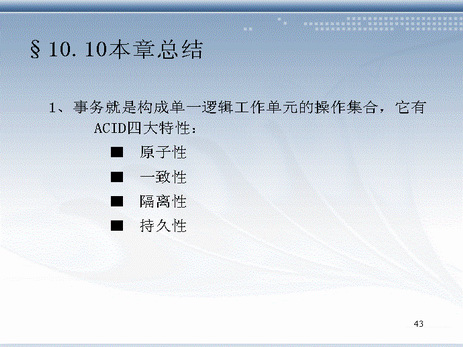 §10.10本章总结
1、事务就是构成单一逻辑工作单元的操作集合，它有
ACID四大特性：
■ 原子性
■ 一致性
■ 隔离性
■ 持久性
43